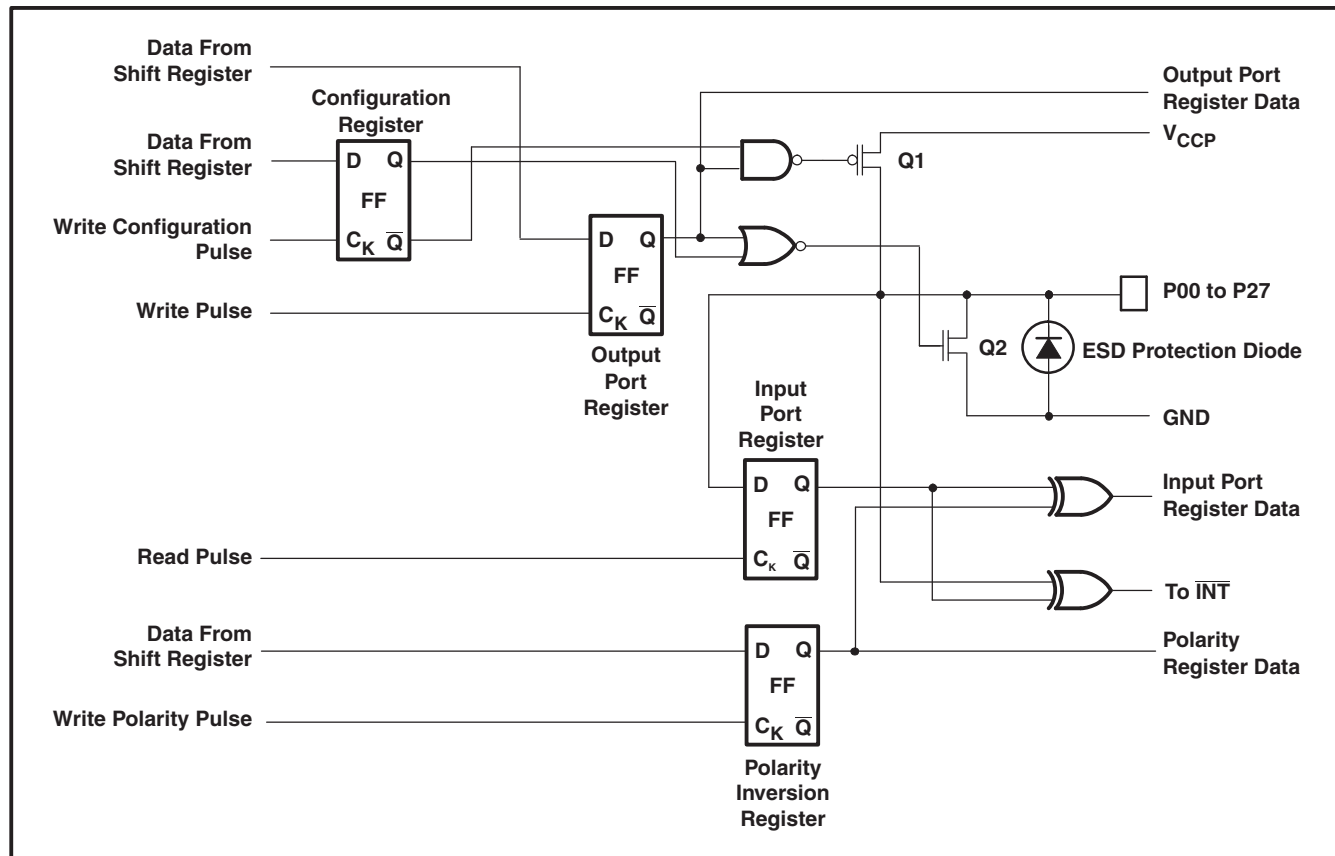 Data From
Shift Register
Configuration
Register
Data From
Shift Register
D Q
FF
CK Q̅
Write Configuration
Pulse
Write Pulse
D Q
FF
CK Q̅
Output
Port
Register
Output Port
Register Data
VCCP
Q1
P00 to P27
Q2
ESD Protection Diode
GND
Input
Port
Register
D Q
FF
CK Q̅
Read Pulse
Input Port
Register Data
To I̅N̅T̅
Data From
Shift Register
Write Polarity Pulse
D Q
FF
CK Q̅
Polarity
Inversion
Register
Polarity
Register Data